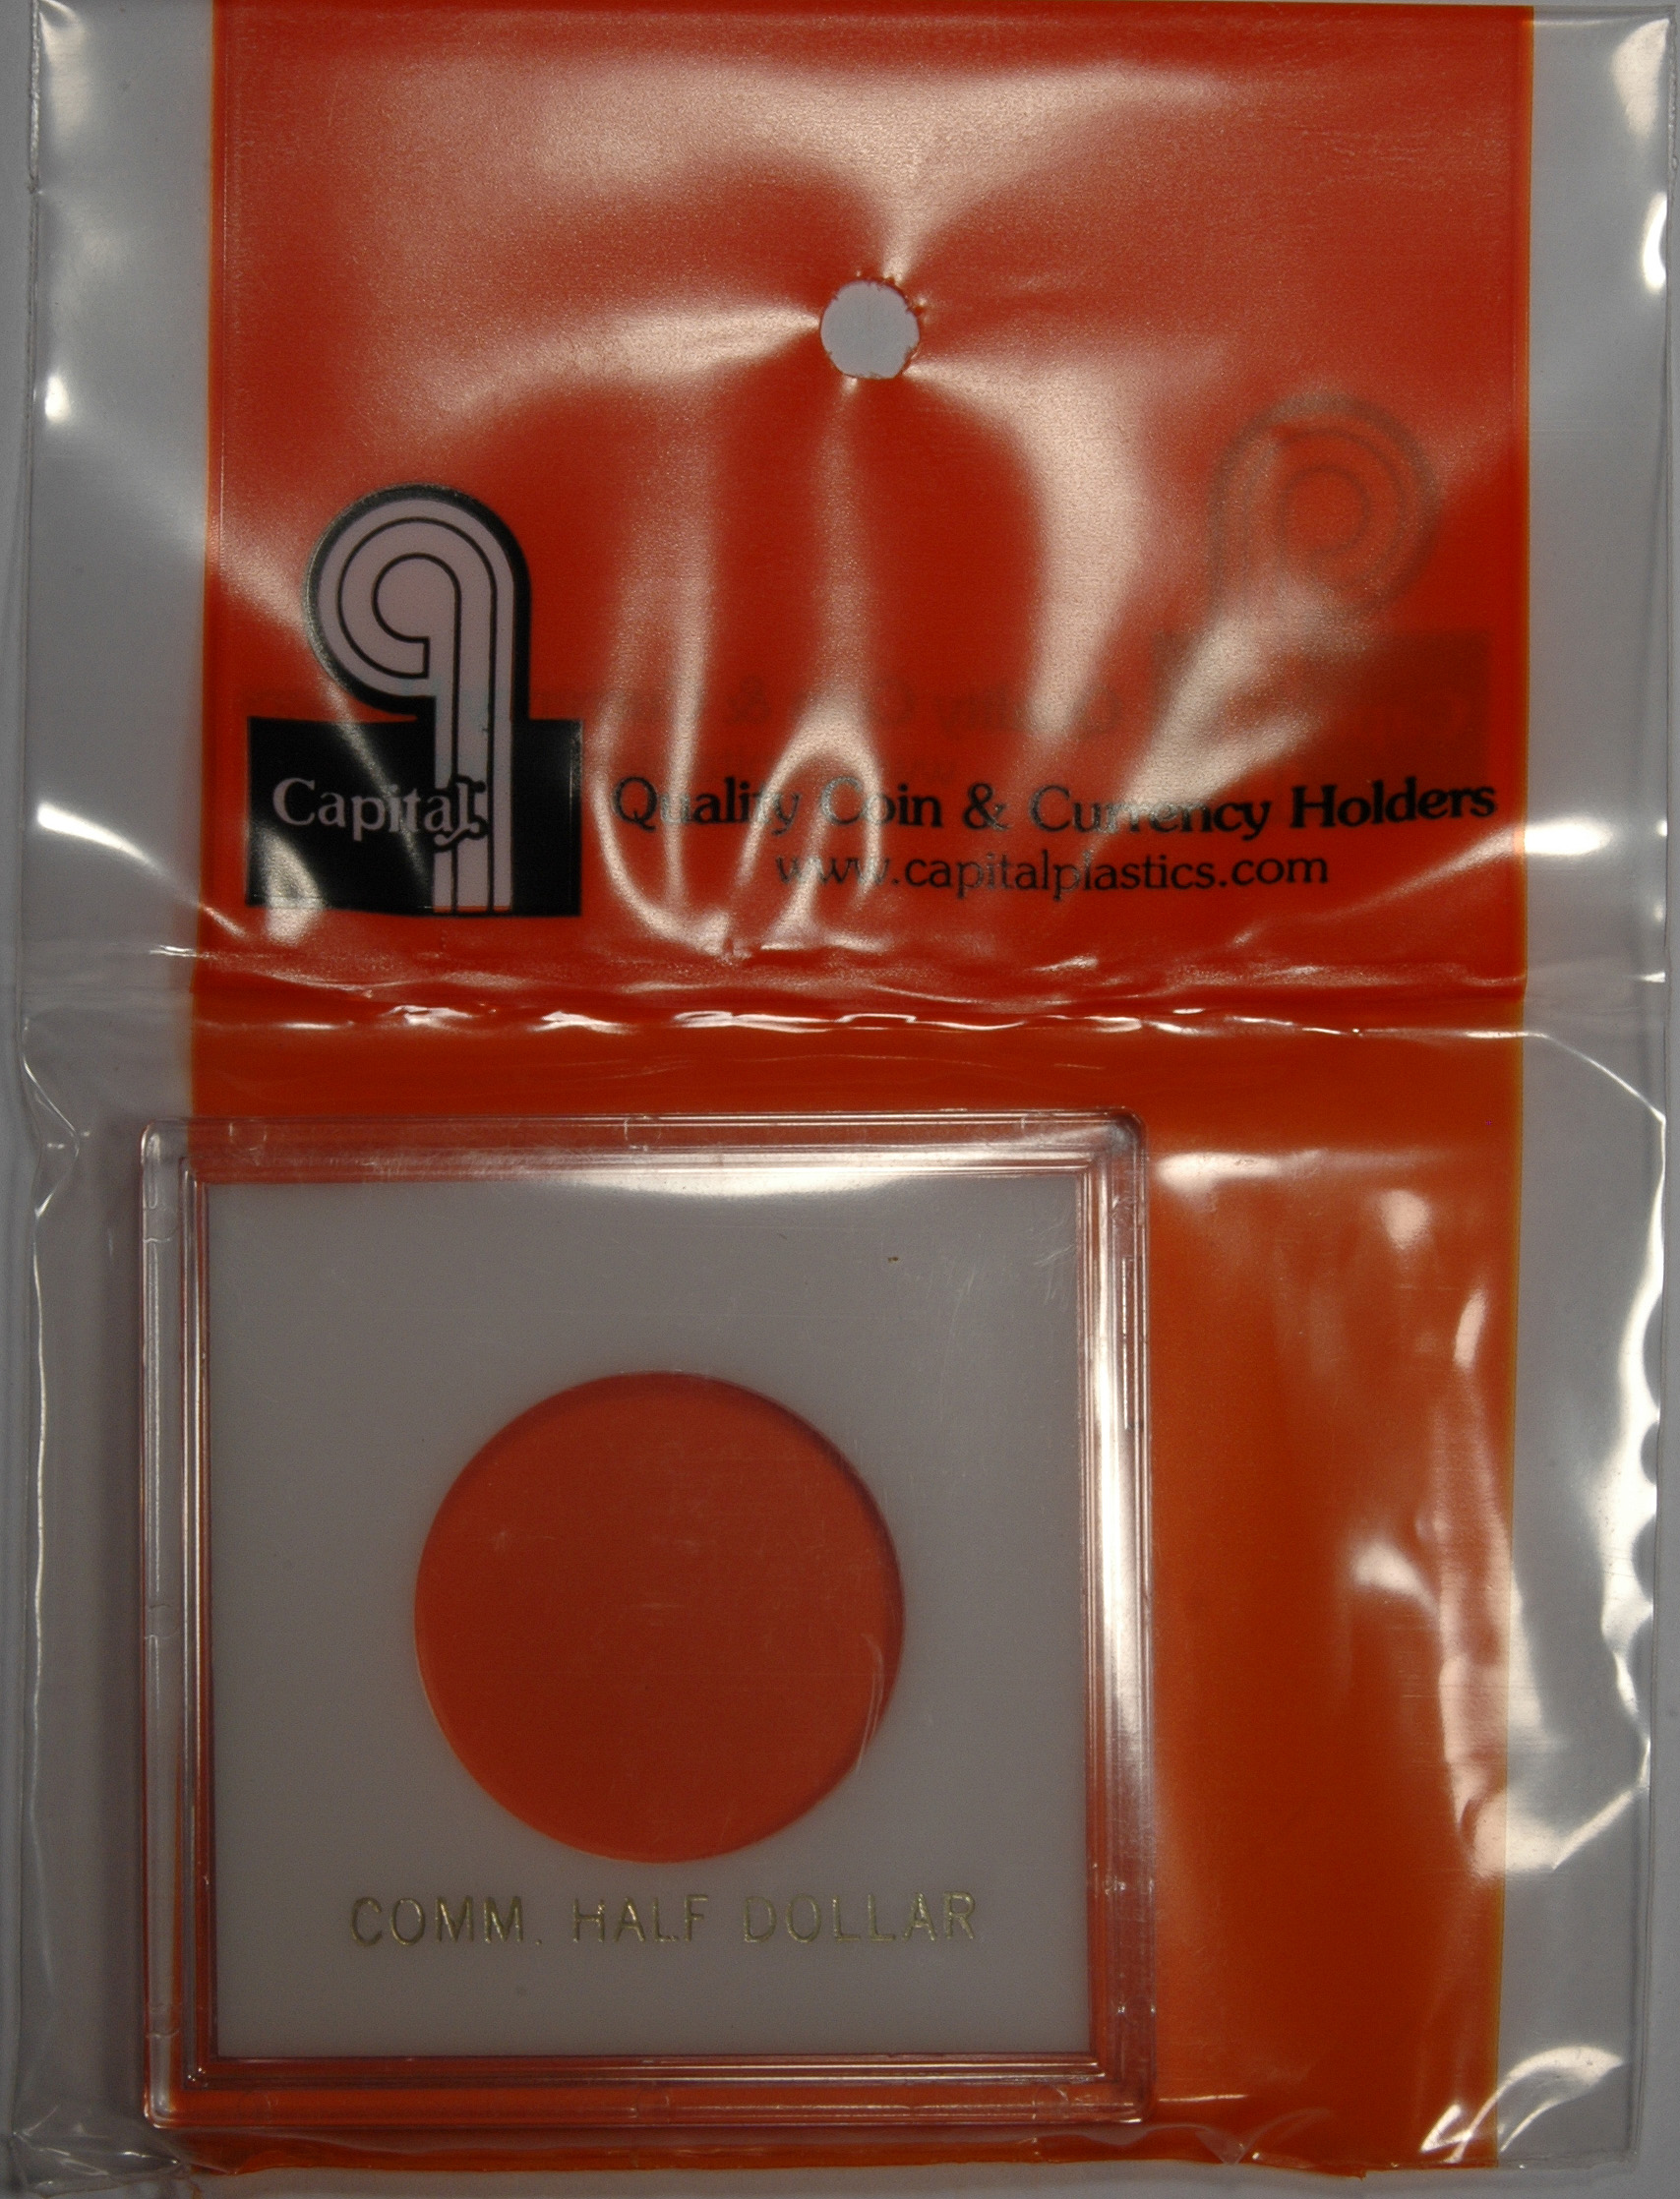 Capital
Quality Coin & Currency Holders
www.capitalplastics.com
COMM. HALF DOLLAR